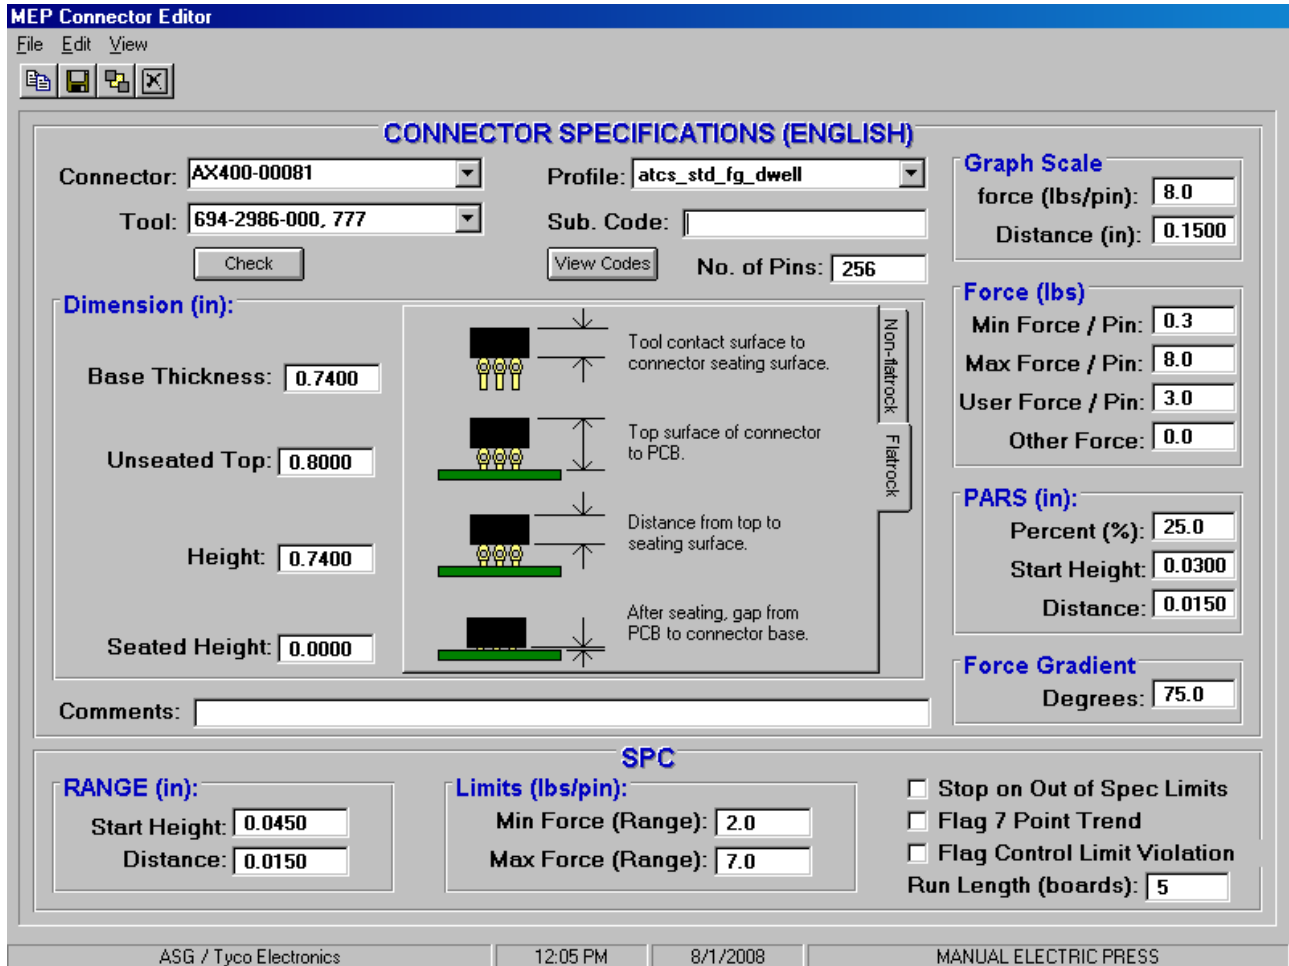 MEP Connector Editor
File Edit View
CONNECTOR SPECIFICATIONS (ENGLISH)
Connector: AX400-00081
Profile: atcs_std_fg_dwell
Tool: 694-2986-000, 777
Sub. Code:
Check
View Codes
No. of Pins: 256
Graph Scale
force (lbs/pin): 8.0
Distance (in): 0.1500
Dimension (in):
Base Thickness: 0.7400
Unseated Top: 0.8000
Height: 0.7400
Seated Height: 0.0000
Tool contact surface to
connector seating surface.
Top surface of connector
to PCB.
Distance from top to
seating surface.
After seating, gap from
PCB to connector base.
Non-flatrock
Flatrock
Force (lbs)
Min Force / Pin: 0.3
Max Force / Pin: 8.0
User Force / Pin: 3.0
Other Force: 0.0
PARS (in):
Percent (%): 25.0
Start Height: 0.0300
Distance: 0.0150
Force Gradient
Degrees: 75.0
Comments:
SPC
RANGE (in):
Start Height: 0.0450
Distance: 0.0150
Limits (lbs/pin):
Min Force (Range): 2.0
Max Force (Range): 7.0
Stop on Out of Spec Limits
Flag 7 Point Trend
Flag Control Limit Violation
Run Length (boards): 5
ASG / Tyco Electronics 12:05 PM 8/1/2008 MANUAL ELECTRIC PRESS